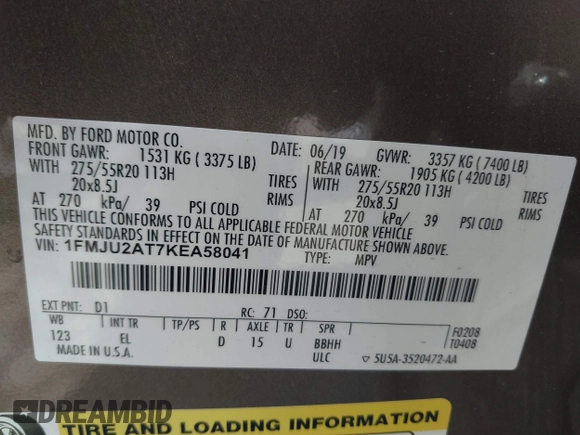 MFD. BY FORD MOTOR CO.
DATE: 06/19 GVWR: 3357 KG ( 7400 LB)
FRONT GAWR: 1531 KG ( 3375 LB) REAR GAWR: 1905 KG ( 4200 LB)
WITH 275/55R20 113H TIRES WITH 275/55R20 113H TIRES
20x8.5J RIMS 20x8.5J RIMS
AT 270 kPa/ 39 PSI COLD AT 270 kPa/ 39 PSI COLD
THIS VEHICLE CONFORMS TO ALL APPLICABLE FEDERAL MOTOR VEHICLE
SAFETY STANDARDS IN EFFECT ON THE DATE OF MANUFACTURE SHOWN ABOVE.
VIN: 1FMJU2AT7KEA58041 TYPE: MPV
EXT PNT: D1 RC: 71 DSO:
WB INT TR TP/PS R AXLE TR SPR F0208
123 EL D 15 U BBHH T0408
MADE IN U.S.A. ULC ▽ 5U5A-3520472-AA
TIRE AND LOADING INFORMATION
DREAMBID